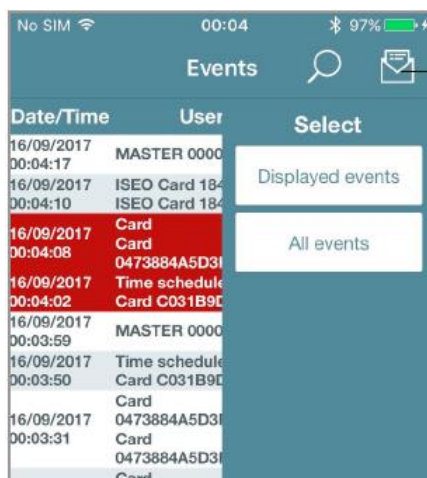 No SIM 00:04 97%
Events
Date/Time User
Select
Displayed events
All events
16/09/2017
00:04:17
MASTER 0000
16/09/2017
00:04:10
ISEO Card 184
ISEO Card 184
16/09/2017
00:04:08
Card
Card
0473884A5D3
16/09/2017
00:04:02
Time schedule
Card C031B9D
16/09/2017
00:03:59
MASTER 0000
16/09/2017
00:03:50
Time schedule
Card C031B9D
16/09/2017
00:03:31
Card
0473884A5D3
Card
0473884A5D3
Card